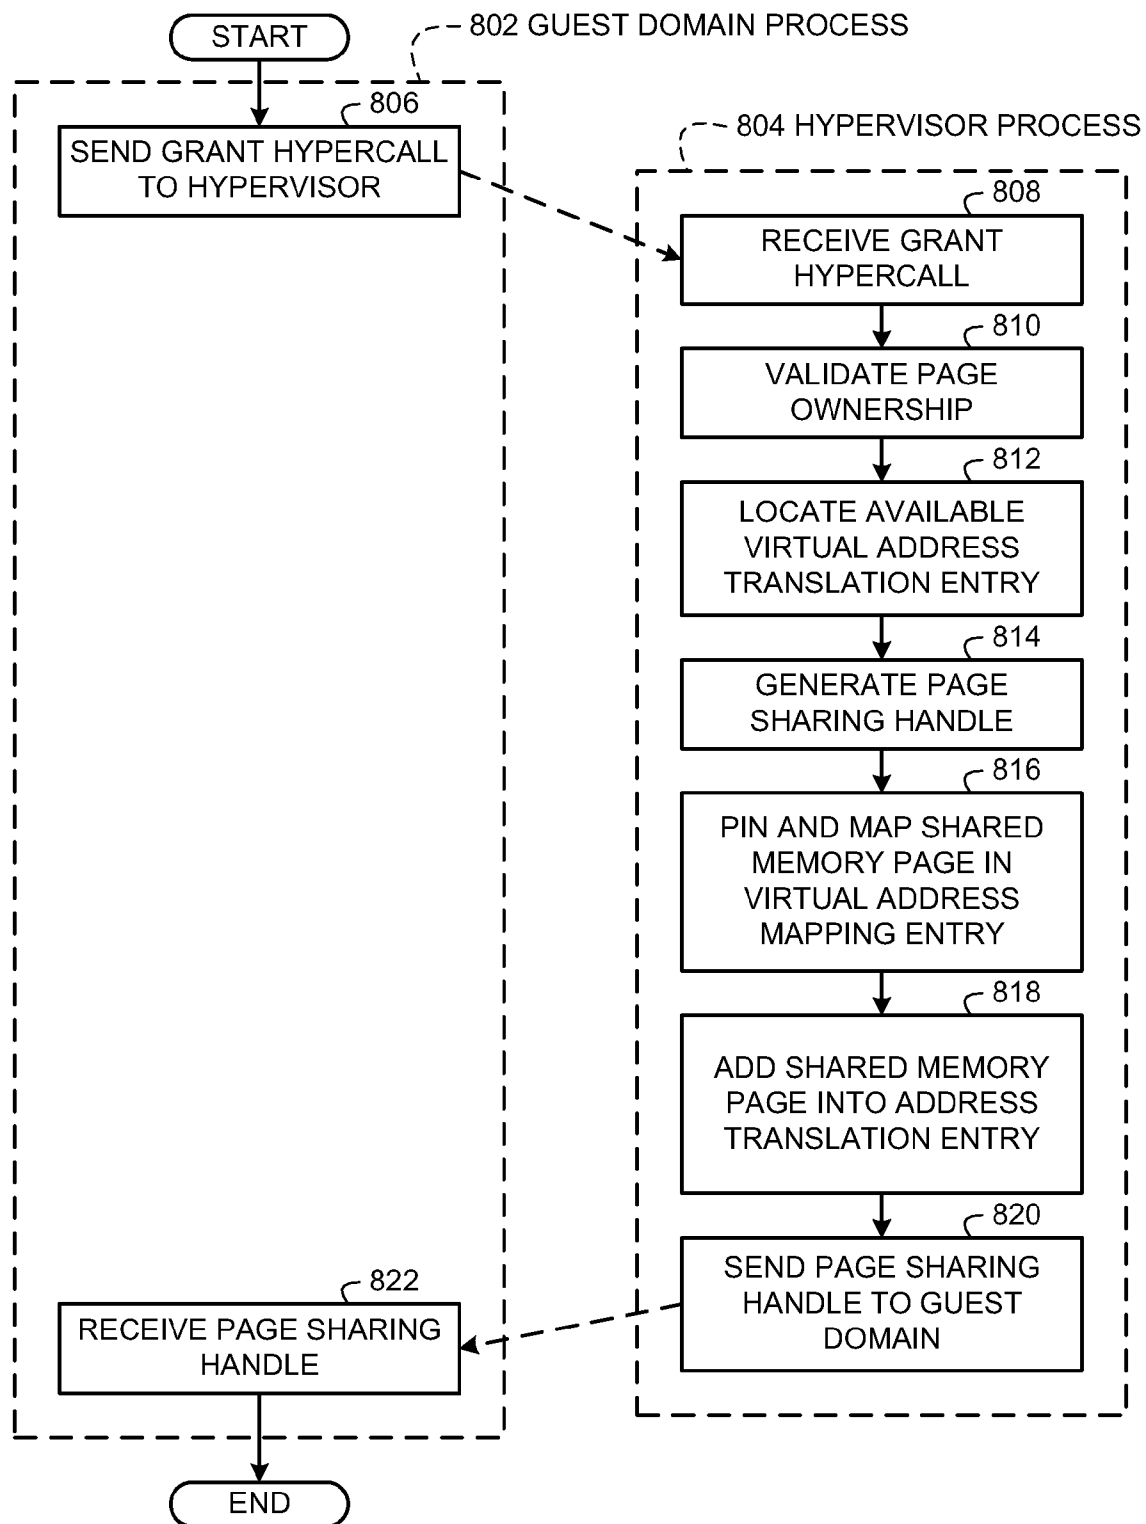 START
802 GUEST DOMAIN PROCESS
806
SEND GRANT HYPERCALL
TO HYPERVISOR
804 HYPERVISOR PROCESS
808
RECEIVE GRANT
HYPERCALL
810
VALIDATE PAGE
OWNERSHIP
812
LOCATE AVAILABLE
VIRTUAL ADDRESS
TRANSLATION ENTRY
814
GENERATE PAGE
SHARING HANDLE
816
PIN AND MAP SHARED
MEMORY PAGE IN
VIRTUAL ADDRESS
MAPPING ENTRY
818
ADD SHARED MEMORY
PAGE INTO ADDRESS
TRANSLATION ENTRY
820
SEND PAGE SHARING
HANDLE TO GUEST
DOMAIN
822
RECEIVE PAGE SHARING
HANDLE
END